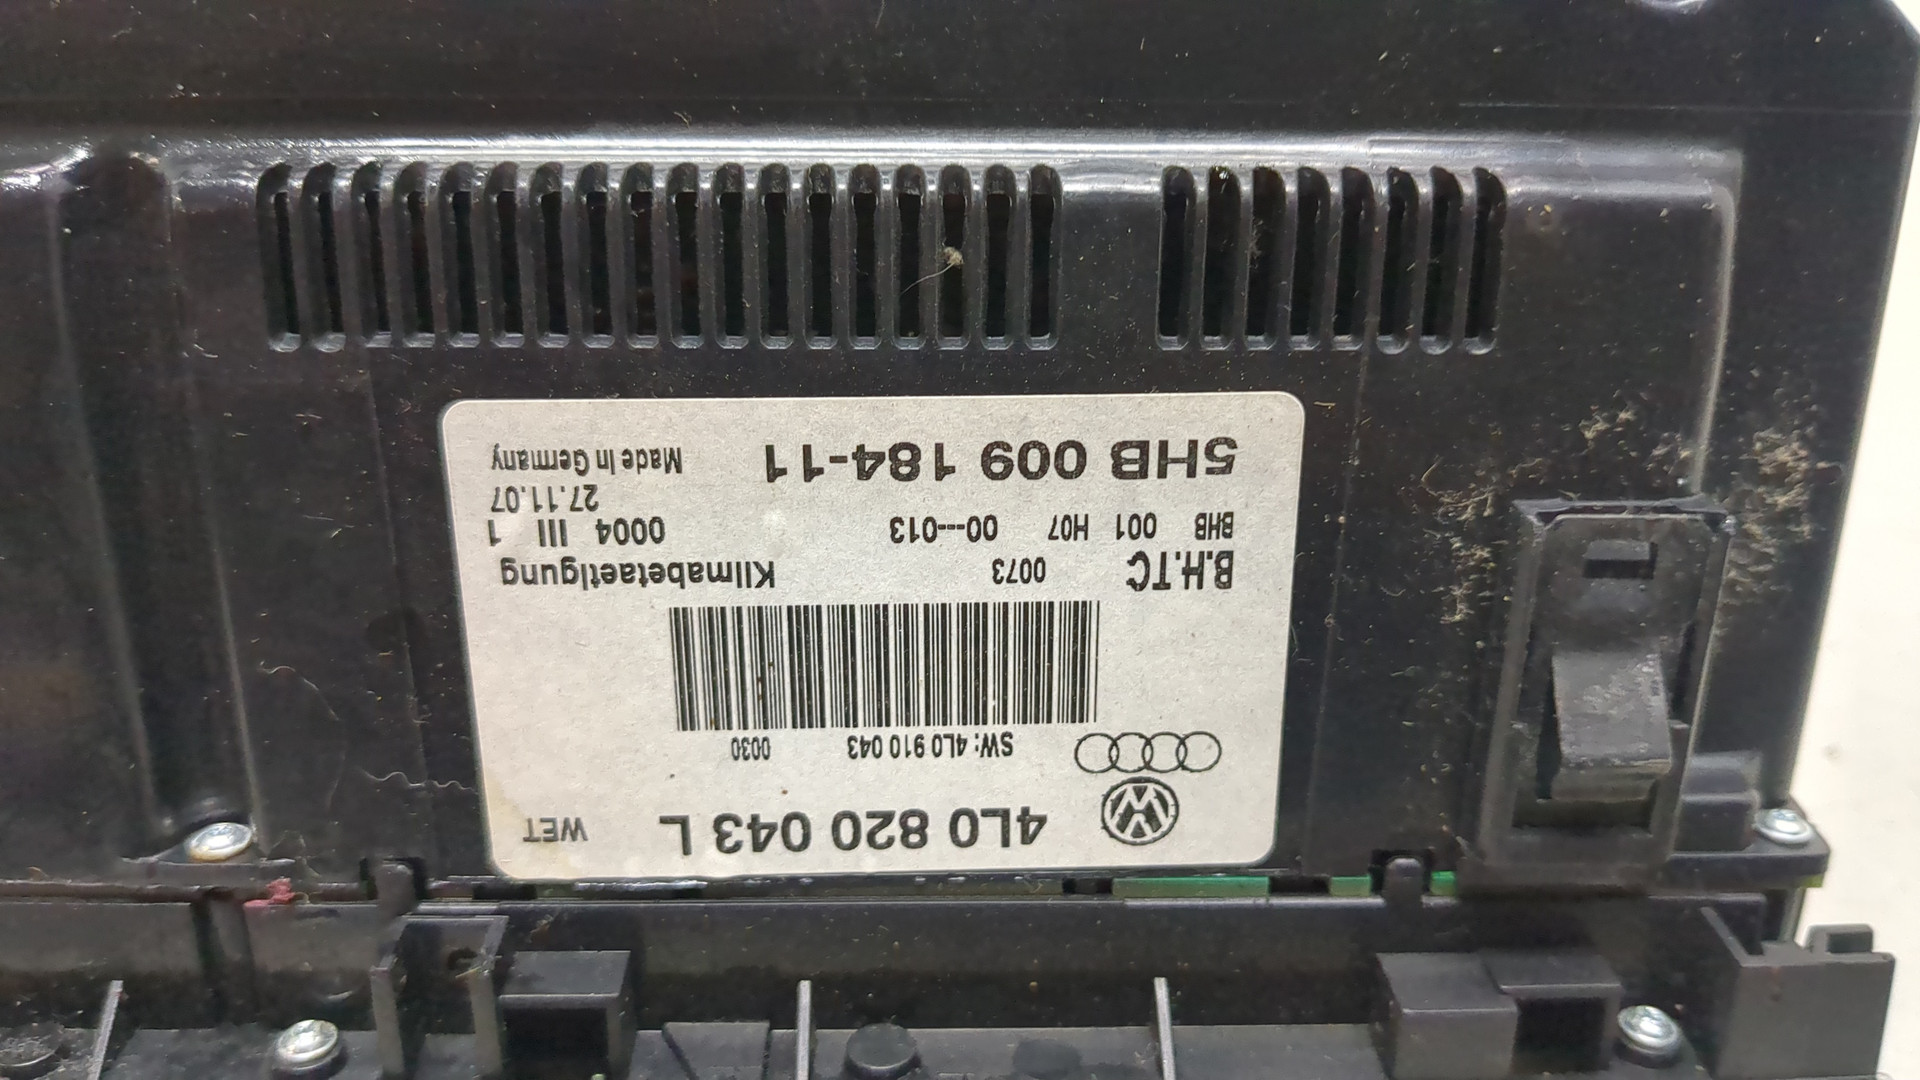 4L0 820 043 L WET
SW: 4L0 910 043 0030
B.H.TC 0073 Klimabetaetigung
BHB 001 H07 00---013 0004 III 1
27.11.07
5HB 009 184-11 Made In Germany